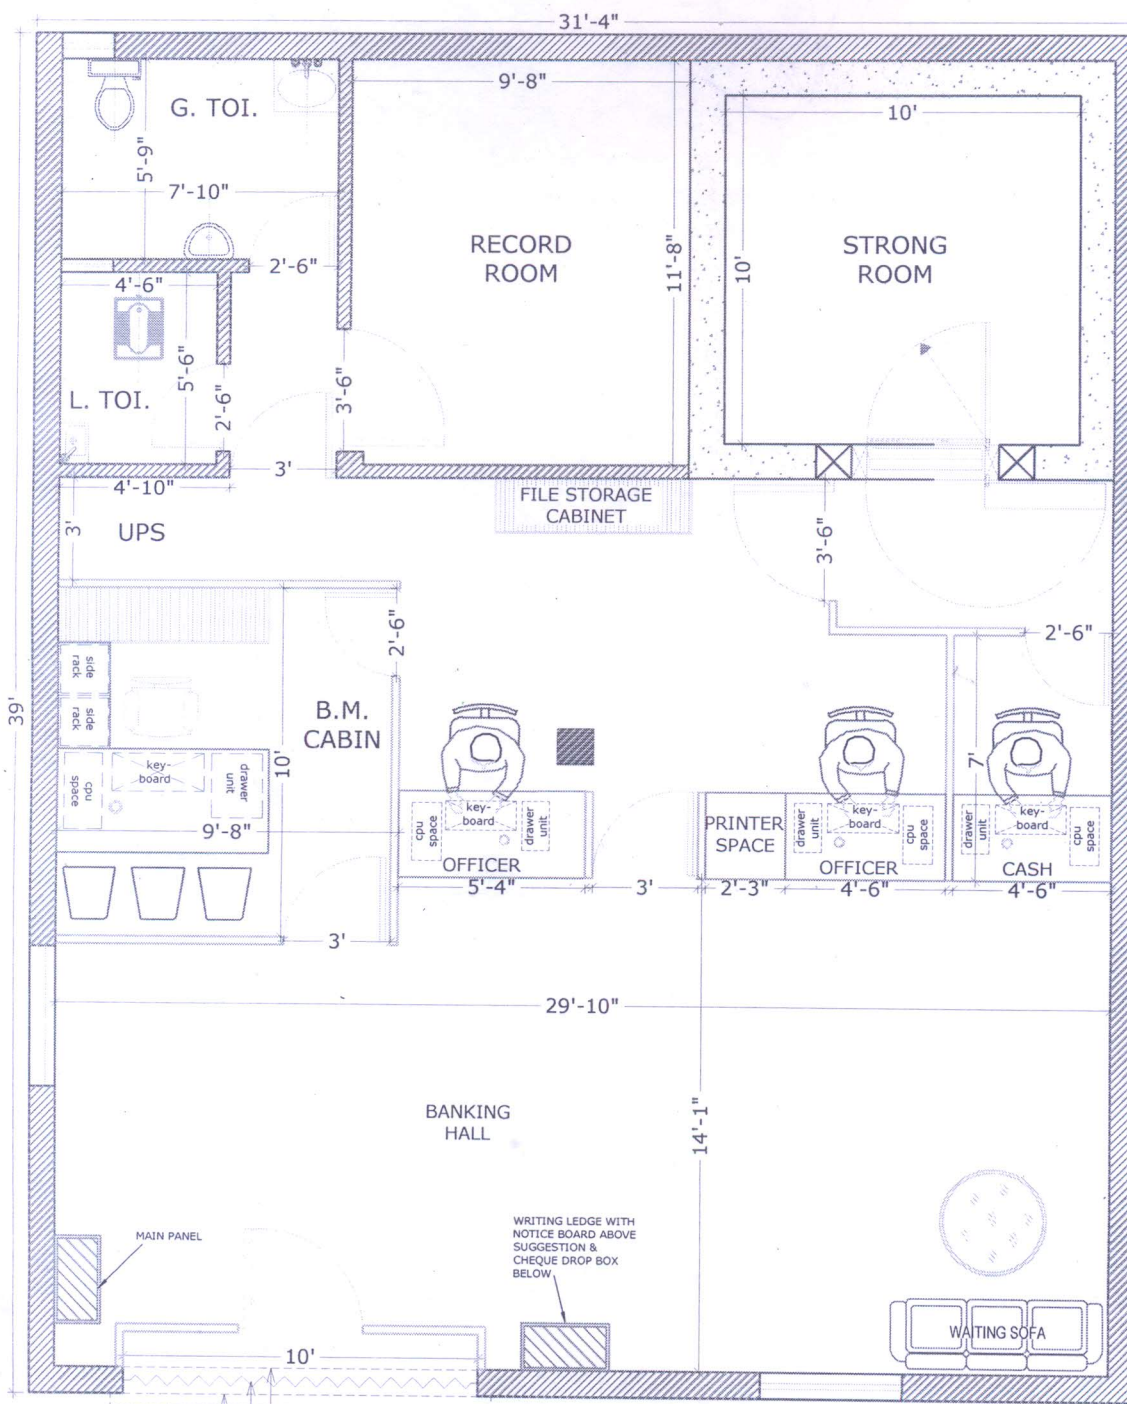 31'-4"
G. TOI.
5'-9"
7'-10"
2'-6"
9'-8"
RECORD
ROOM
11'-8"
10'
10'
STRONG
ROOM
4'-6"
5'-6"
L. TOI.
2'-6"
3'-6"
3'
4'-10"
3'
UPS
FILE STORAGE
CABINET
3'-6"
2'-6"
39'
side
rack
side
rack
2'-6"
B.M.
CABIN
10'
key-
board
cpu
space
drawer
unit
9'-8"
3'
cpu
space
key-
board
drawer
unit
OFFICER
5'-4"
3'
PRINTER
SPACE
2'-3"
drawer
unit
key-
board
cpu
space
OFFICER
4'-6"
7'
drawer
unit
key-
board
cpu
space
CASH
4'-6"
29'-10"
BANKING
HALL
14'-1"
MAIN PANEL
WRITING LEDGE WITH
NOTICE BOARD ABOVE
SUGGESTION &
CHEQUE DROP BOX
BELOW
WAITING SOFA
10'